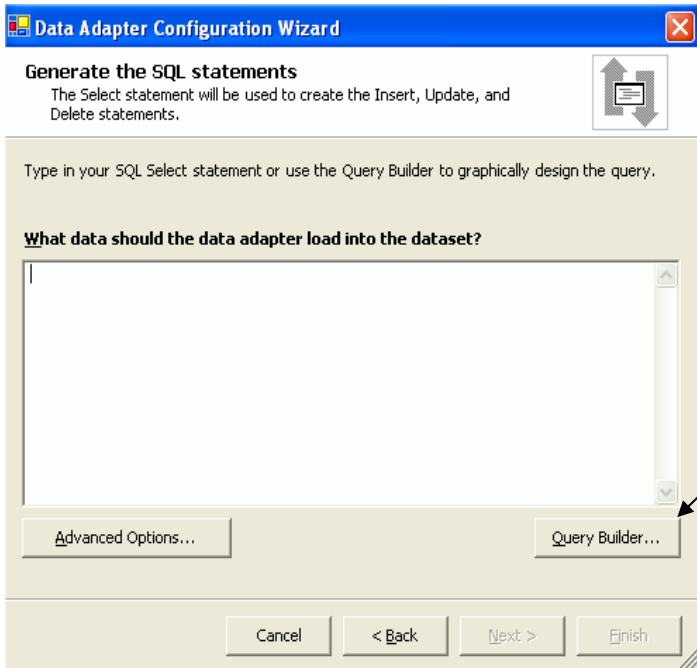 Data Adapter Configuration Wizard
Generate the SQL statements
The Select statement will be used to create the Insert, Update, and
Delete statements.
Type in your SQL Select statement or use the Query Builder to graphically design the query.
What data should the data adapter load into the dataset?
Advanced Options...
Query Builder...
Cancel
< Back
Next >
Finish